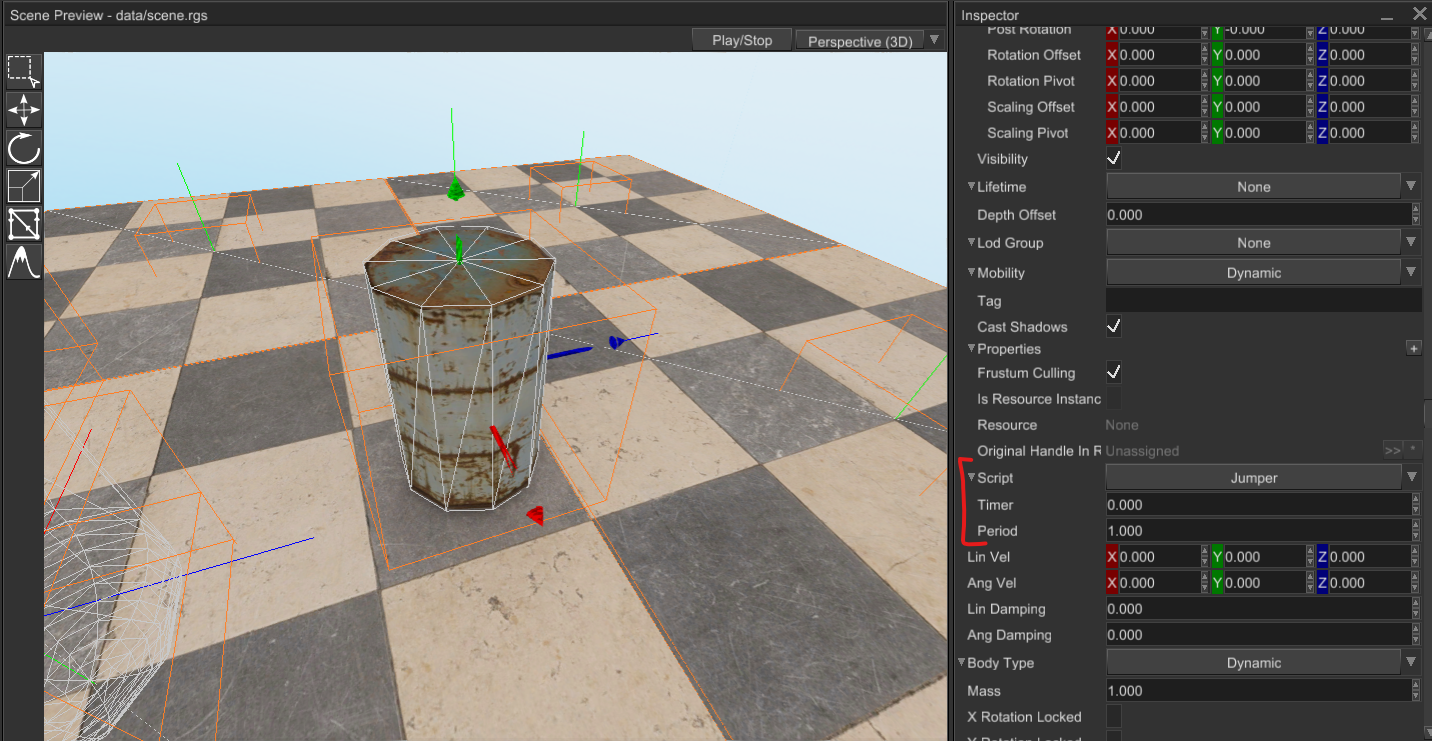 Scene Preview - data/scene.rgs
Play/Stop
Perspective (3D)
Inspector
Post Rotation X 0.000 Y -0.000 Z 0.000
Rotation Offset X 0.000 Y 0.000 Z 0.000
Rotation Pivot X 0.000 Y 0.000 Z 0.000
Scaling Offset X 0.000 Y 0.000 Z 0.000
Scaling Pivot X 0.000 Y 0.000 Z 0.000
Visibility
Lifetime None
Depth Offset 0.000
Lod Group None
Mobility Dynamic
Tag
Cast Shadows
Properties +
Frustum Culling
Is Resource Instanc
Resource None
Original Handle In R Unassigned >> *
Script Jumper
Timer 0.000
Period 1.000
Lin Vel X 0.000 Y 0.000 Z 0.000
Ang Vel X 0.000 Y 0.000 Z 0.000
Lin Damping 0.000
Ang Damping 0.000
Body Type Dynamic
Mass 1.000
X Rotation Locked
Rotation Locked